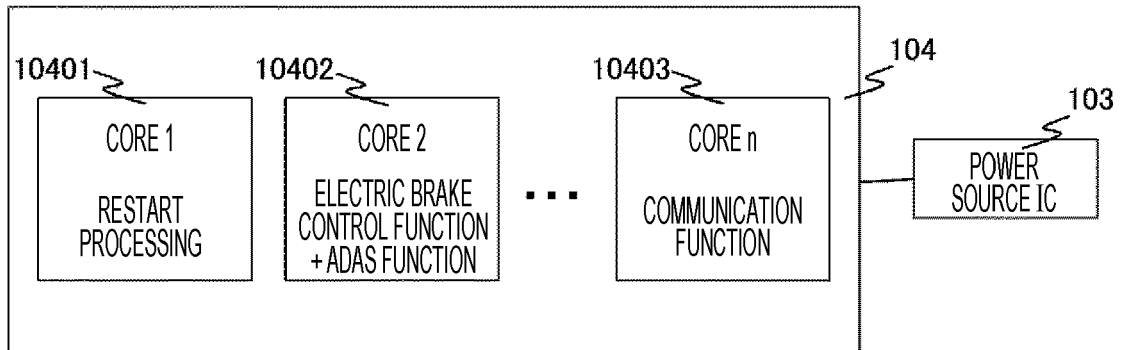 10401
10402
10403
104
103
CORE 1
RESTART
PROCESSING
CORE 2
ELECTRIC BRAKE
CONTROL FUNCTION
+ ADAS FUNCTION
...
CORE n
COMMUNICATION
FUNCTION
POWER
SOURCE IC